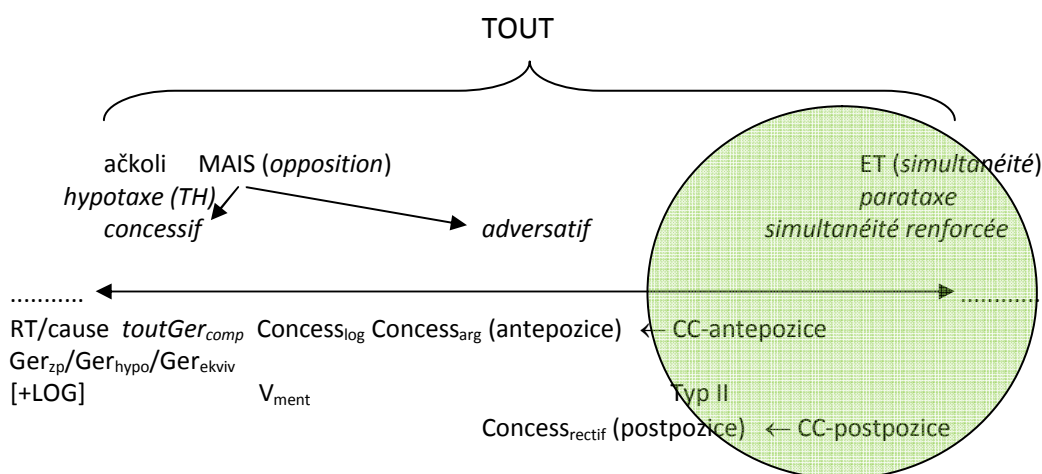 TOUT
ačkoli MAIS (opposition) ET (simultanéité)
hypotaxe (TH) parataxe
concessif adversatif simultanéité renforcée
........... ............
RT/cause toutGercomp Concesslog Concessarg (antepozice) ← CC-antepozice
Gerzp/Gerhypo/Gerekviv
[+LOG] Vment Typ II
Concessrectif (postpozice) ← CC-postpozice